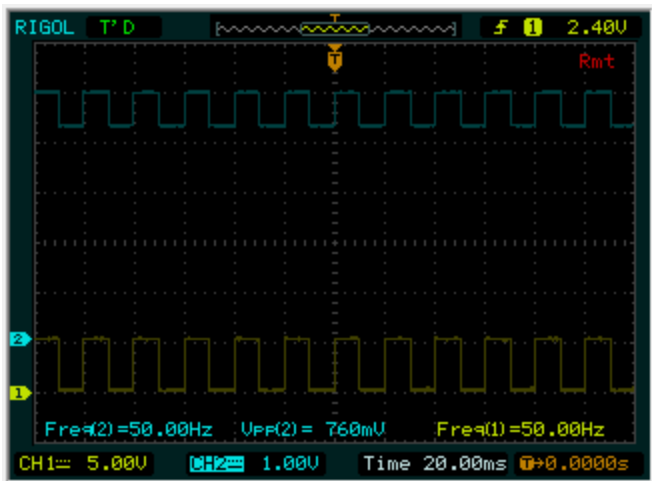 RIGOL T'D T f 1 2.40V
T Rmt
2
1
Freq(2)=50.00Hz Vpp(2)= 760mV Freq(1)=50.00Hz
CH1 5.00V CH2 1.00V Time 20.00ms T→0.0000s